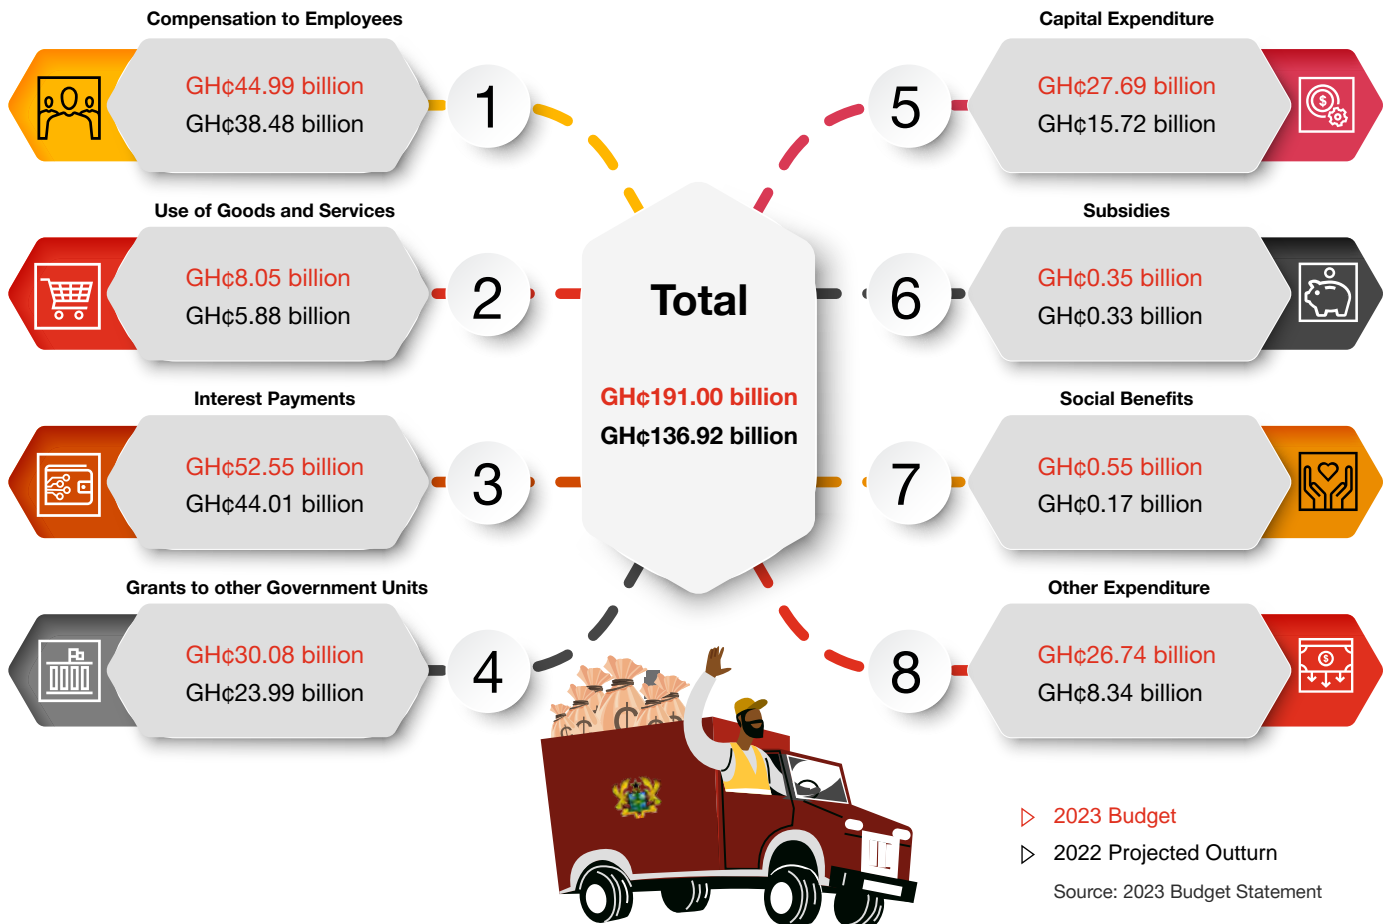 Compensation to Employees
GH¢44.99 billion
GH¢38.48 billion
1
Use of Goods and Services
GH¢8.05 billion
GH¢5.88 billion
2
Interest Payments
GH¢52.55 billion
GH¢44.01 billion
3
Grants to other Government Units
GH¢30.08 billion
GH¢23.99 billion
4
Total
GH¢191.00 billion
GH¢136.92 billion
Capital Expenditure
5
GH¢27.69 billion
GH¢15.72 billion
Subsidies
6
GH¢0.35 billion
GH¢0.33 billion
Social Benefits
7
GH¢0.55 billion
GH¢0.17 billion
Other Expenditure
8
GH¢26.74 billion
GH¢8.34 billion
2023 Budget
2022 Projected Outturn
Source: 2023 Budget Statement